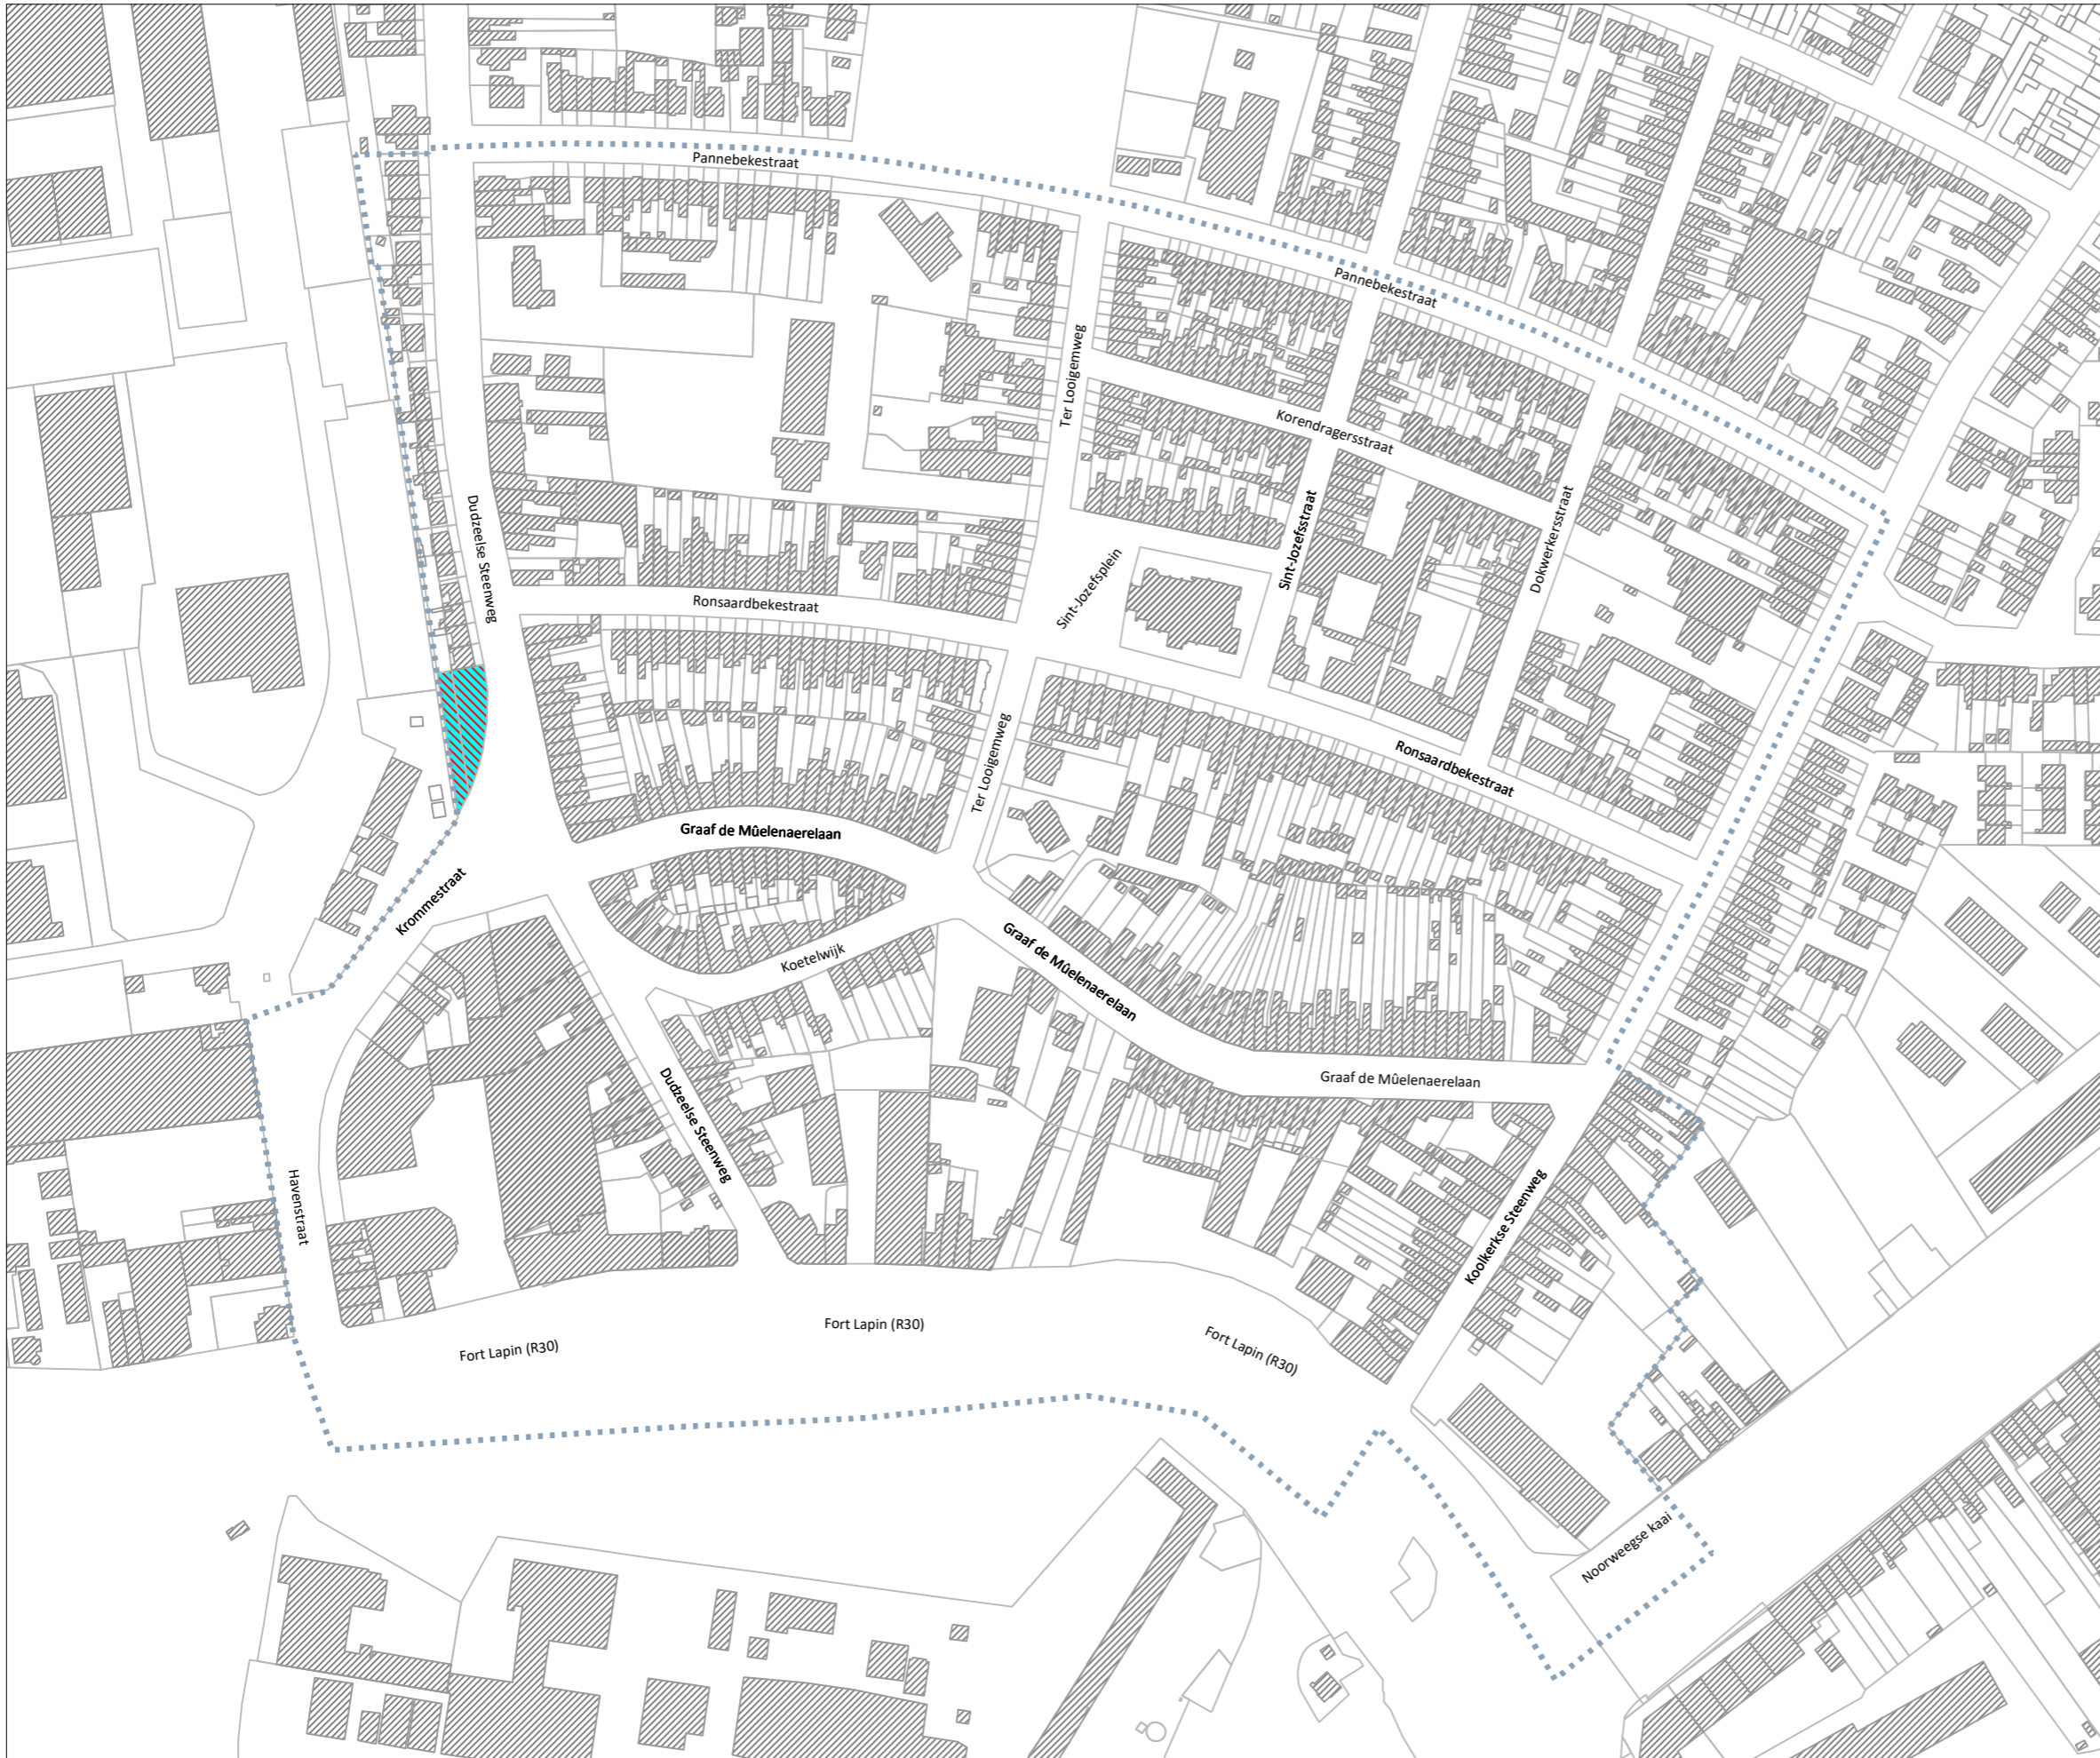 Pannebekestraat
Pannebekestraat
Ter Looigemweg
Korendragersstraat
Dudzeelse Steenweg
Sint-Jozefsstraat
Dokwerkersstraat
Sint-Jozefsplein
Ronsaardbekestraat
Ter Looigemweg
Ronsaardbekestraat
Graaf de Mûelenaerelaan
Krommestraat
Koetelwijk
Graaf de Mûelenaerelaan
Graaf de Mûelenaerelaan
Dudzeelse Steenweg
Havenstraat
Koolkerkse Steenweg
Fort Lapin (R30)
Fort Lapin (R30)
Fort Lapin (R30)
Noorweegse kaai